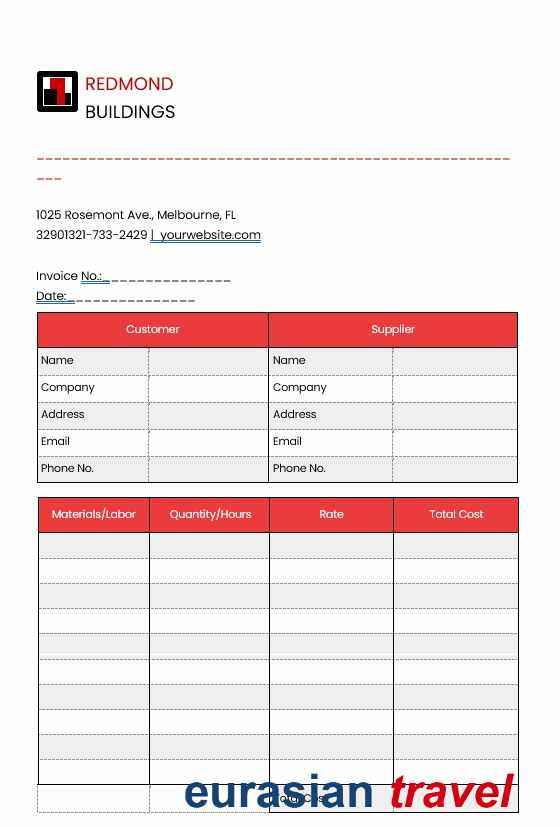 REDMOND
BUILDINGS
1025 Rosemont Ave., Melbourne, FL
32901321-733-2429 | yourwebsite.com
Invoice No.:_______________
Date:_______________
Customer Supplier
Name Name
Company Company
Address Address
Email Email
Phone No. Phone No.
Materials/Labor Quantity/Hours Rate Total Cost
Total Cost
eurasian travel